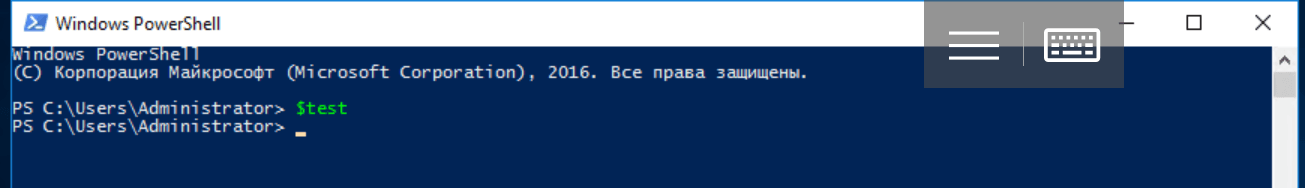 Windows PowerShell
Windows PowerShell
(C) Корпорация Майкрософт (Microsoft Corporation), 2016. Все права защищены.
PS C:\Users\Administrator> $test
PS C:\Users\Administrator>